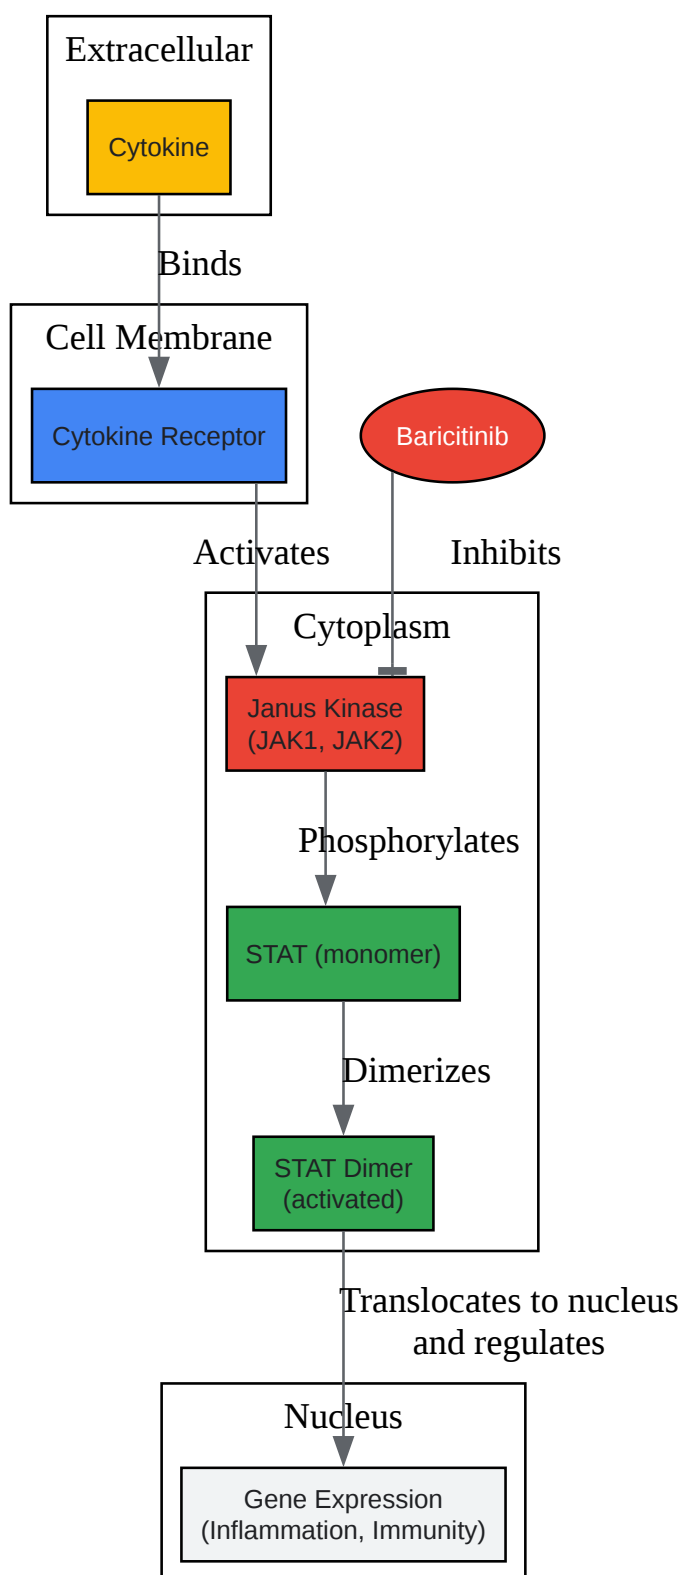 Extracellular
Cytokine
Binds
Cell Membrane
Cytokine Receptor
Baricitinib
Activates
Inhibits
Cytoplasm
Janus Kinase
(JAK1, JAK2)
Phosphorylates
STAT (monomer)
Dimerizes
STAT Dimer
(activated)
Translocates to nucleus
and regulates
Nucleus
Gene Expression
(Inflammation, Immunity)